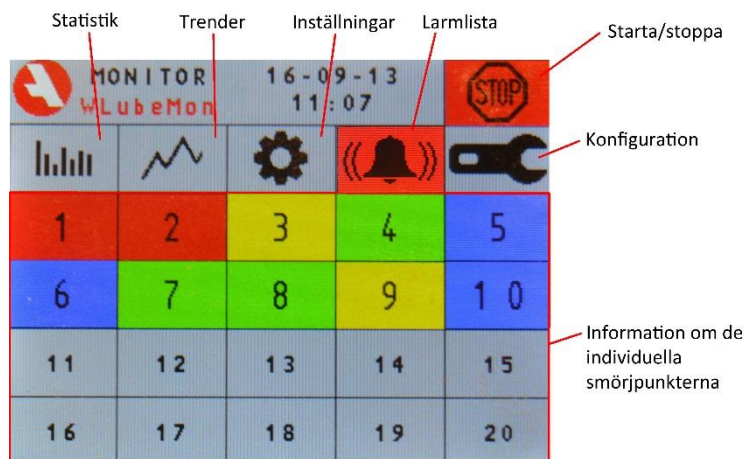 Statistik Trender Inställningar Larmlista
Starta/stoppa
MONITOR 16-09-13
WLubeMon 11:07
STOP
Konfiguration
1 2 3 4 5
6 7 8 9 10
11 12 13 14 15
16 17 18 19 20
Information om de
individuella
smörjpunkterna